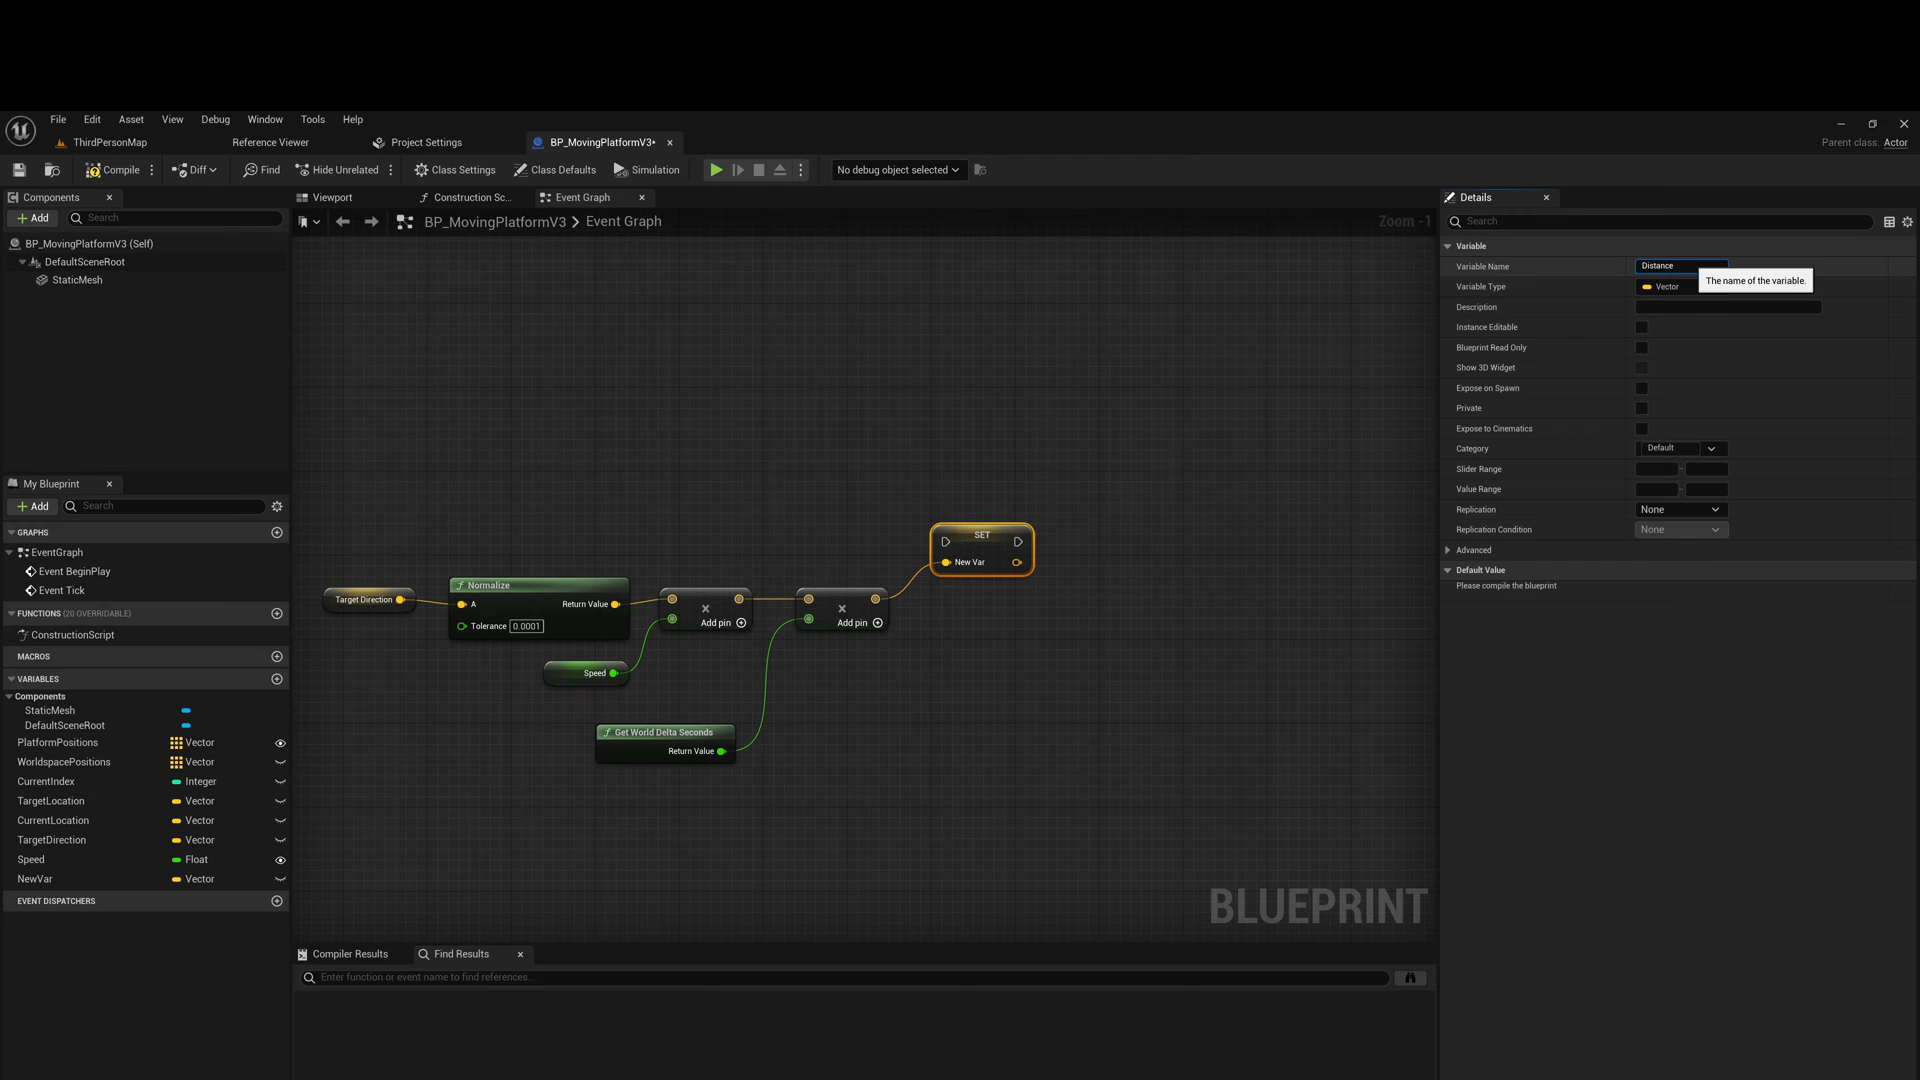 File Edit Asset View Debug Window Tools Help
ThirdPersonMap Reference Viewer Project Settings BP_MovingPlatformV3*
Parent class: Actor
Compile Diff Find Hide Unrelated Class Settings Class Defaults Simulation No debug object selected
Components
Add Search
BP_MovingPlatformV3 (Self)
DefaultSceneRoot
StaticMesh
My Blueprint
Add Search
GRAPHS
EventGraph
Event BeginPlay
Event Tick
FUNCTIONS (20 OVERRIDABLE)
ConstructionScript
MACROS
VARIABLES
Components
StaticMesh
DefaultSceneRoot
PlatformPositions Vector
WorldspacePositions Vector
CurrentIndex Integer
TargetLocation Vector
CurrentLocation Vector
TargetDirection Vector
Speed Float
NewVar Vector
EVENT DISPATCHERS
Viewport Construction Sc... Event Graph
BP_MovingPlatformV3 > Event Graph
Zoom -1
SET
New Var
Target Direction
Normalize
A Return Value
Tolerance 0.0001
Add pin
Add pin
Speed
Get World Delta Seconds
Return Value
BLUEPRINT
Compiler Results Find Results
Enter function or event name to find references...
Details
Search
Variable
Variable Name Distance
The name of the variable.
Variable Type Vector
Description
Instance Editable
Blueprint Read Only
Show 3D Widget
Expose on Spawn
Private
Expose to Cinematics
Category Default
Slider Range
Value Range
Replication None
Replication Condition None
Advanced
Default Value
Please compile the blueprint